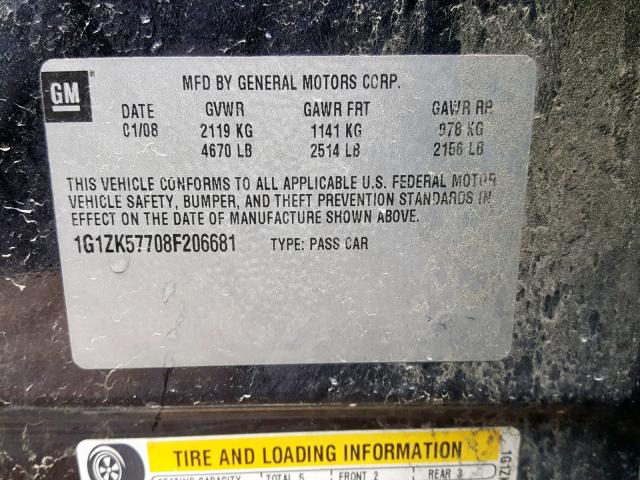 GM®
MFD BY GENERAL MOTORS CORP.
DATE GVWR GAWR FRT GAWR RR
01/08 2119 KG 1141 KG 978 KG
4670 LB 2514 LB 2156 LB
THIS VEHICLE CONFORMS TO ALL APPLICABLE U.S. FEDERAL MOTOR
VEHICLE SAFETY, BUMPER, AND THEFT PREVENTION STANDARDS IN
EFFECT ON THE DATE OF MANUFACTURE SHOWN ABOVE.
1G1ZK57708F206681 TYPE: PASS CAR
TIRE AND LOADING INFORMATION
SEATING CAPACITY TOTAL 5 FRONT 2 REAR 3
1G1Z